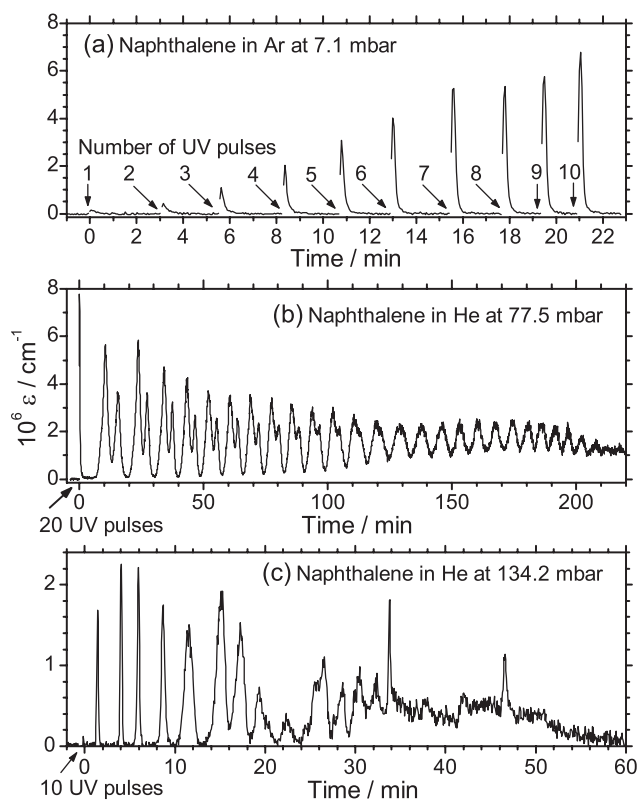 (a) Naphthalene in Ar at 7.1 mbar
8
6
4
2
0
Number of UV pulses
1 2 3 4 5 6 7 8 9 10
0 2 4 6 8 10 12 14 16 18 20 22
Time / min
(b) Naphthalene in He at 77.5 mbar
8
6
4
2
0
10⁶ ε / cm⁻¹
0 50 100 150 200
20 UV pulses
Time / min
(c) Naphthalene in He at 134.2 mbar
2
1
0
0 10 20 30 40 50 60
10 UV pulses
Time / min